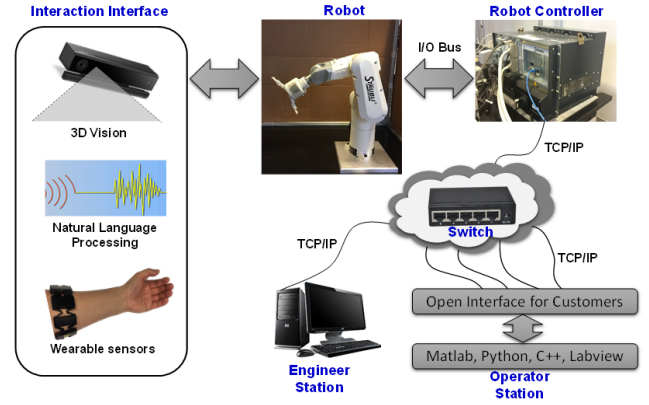 Interaction Interface
Robot
Robot Controller
I/O Bus
3D Vision
STÄUBLI
TCP/IP
Natural Language
Processing
Switch
TCP/IP
TCP/IP
Open Interface for Customers
Wearable sensors
Matlab, Python, C++, Labview
Engineer
Station
Operator
Station